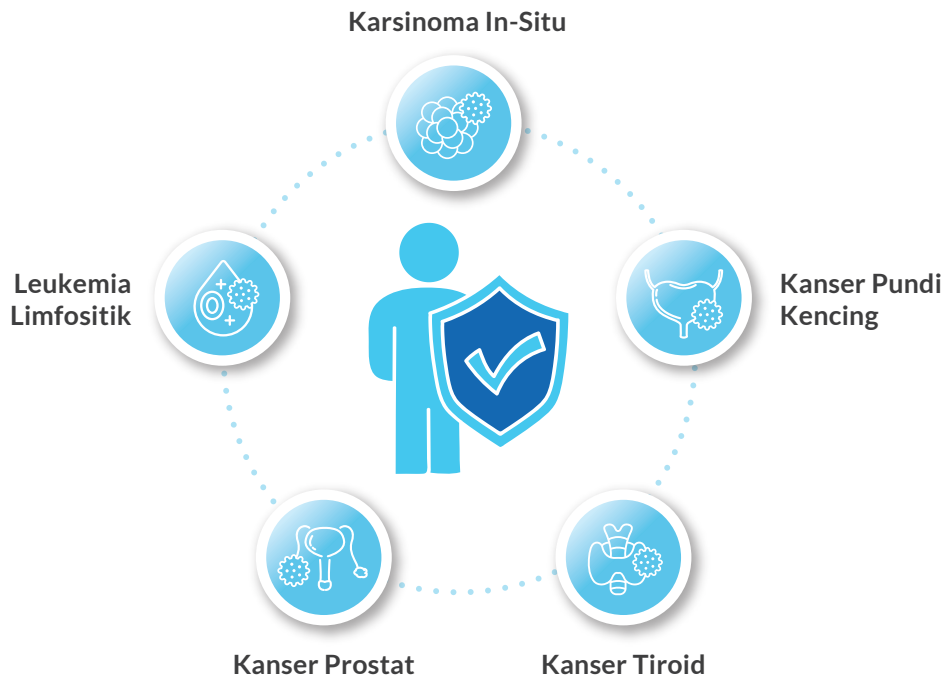 Karsinoma In-Situ
Leukemia
Limfositik
Kanser Pundi
Kencing
Kanser Prostat
Kanser Tiroid